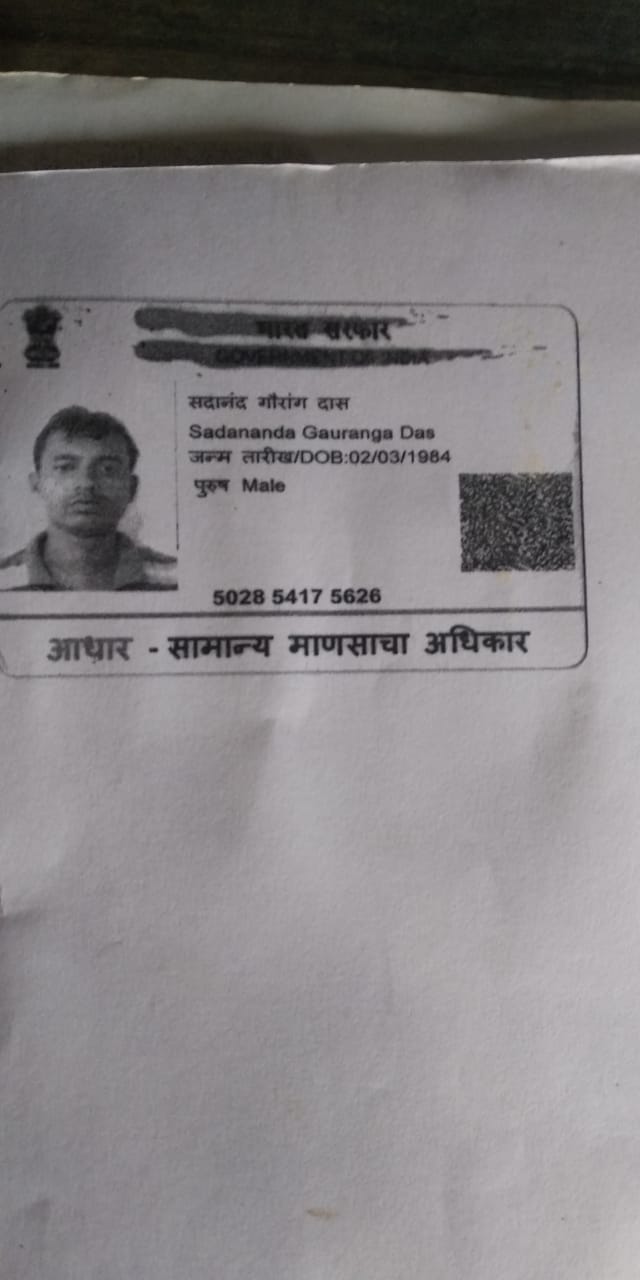 भारत सरकार
GOVERNMENT OF INDIA
सदानंद गौरांग दास
Sadananda Gauranga Das
जन्म तारीख/DOB:02/03/1984
पुरुष Male
5028 5417 5626
आधार - सामान्य माणसाचा अधिकार